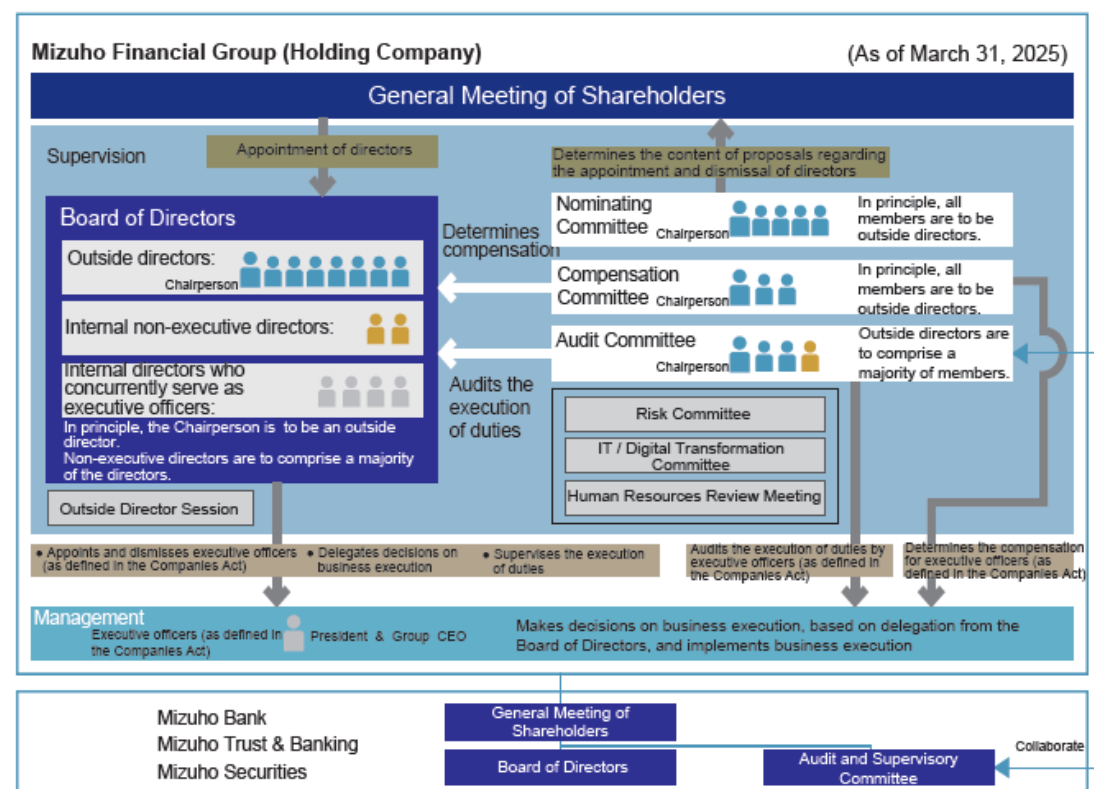 Mizuho Financial Group (Holding Company)
(As of March 31, 2025)
General Meeting of Shareholders
Supervision
Appointment of directors
Determines the content of proposals regarding
the appointment and dismissal of directors
Board of Directors
Outside directors:
Chairperson
Internal non-executive directors:
Internal directors who
concurrently serve as
executive officers:
In principle, the Chairperson is to be an outside
director.
Non-executive directors are to comprise a majority
of the directors.
Outside Director Session
Determines
compensation
Audits the
execution
of duties
Nominating
Committee
Chairperson
In principle, all
members are to be
outside directors.
Compensation
Committee
Chairperson
In principle, all
members are to be
outside directors.
Audit Committee
Chairperson
Outside directors are
to comprise a
majority of members.
Risk Committee
IT / Digital Transformation
Committee
Human Resources Review Meeting
● Appoints and dismisses executive officers
(as defined in the Companies Act)
● Delegates decisions on
business execution
● Supervises the execution
of duties
Audits the execution of duties by
executive officers (as defined in
the Companies Act)
Determines the compensation
for executive officers (as
defined in the Companies Act)
Management
Executive officers (as defined in
the Companies Act)
President & Group CEO
Makes decisions on business execution, based on delegation from the
Board of Directors, and implements business execution
Mizuho Bank
Mizuho Trust & Banking
Mizuho Securities
General Meeting of
Shareholders
Board of Directors
Audit and Supervisory
Committee
Collaborate